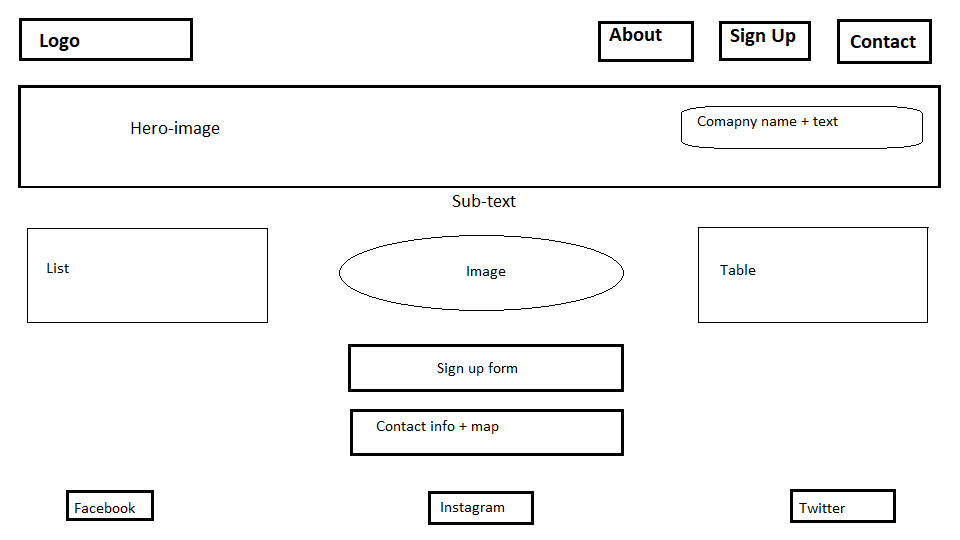 Logo
About
Sign Up
Contact
Hero-image
Comapny name + text
Sub-text
List
Image
Table
Sign up form
Contact info + map
Facebook
Instagram
Twitter